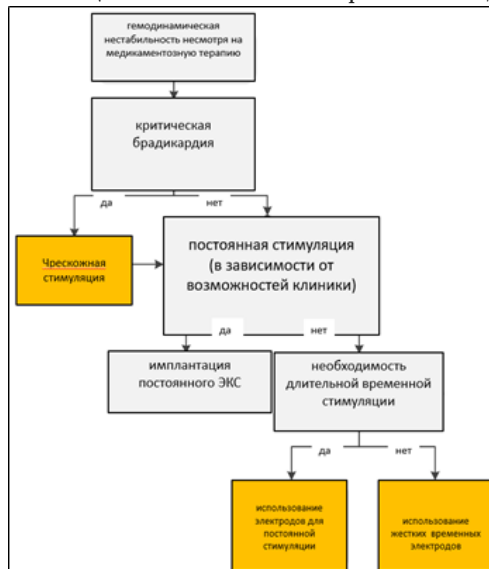 гемодинамическая
нестабильность несмотря на
медикаментозную терапию
критическая
брадикардия
да
нет
Чрескожная
стимуляция
постоянная стимуляция
(в зависимости от
возможностей клиники)
да
нет
имплантация
постоянного ЭКС
необходимость
длительной временной
стимуляции
да
нет
использование
электродов для
постоянной
стимуляции
использование
жестких временных
электродов